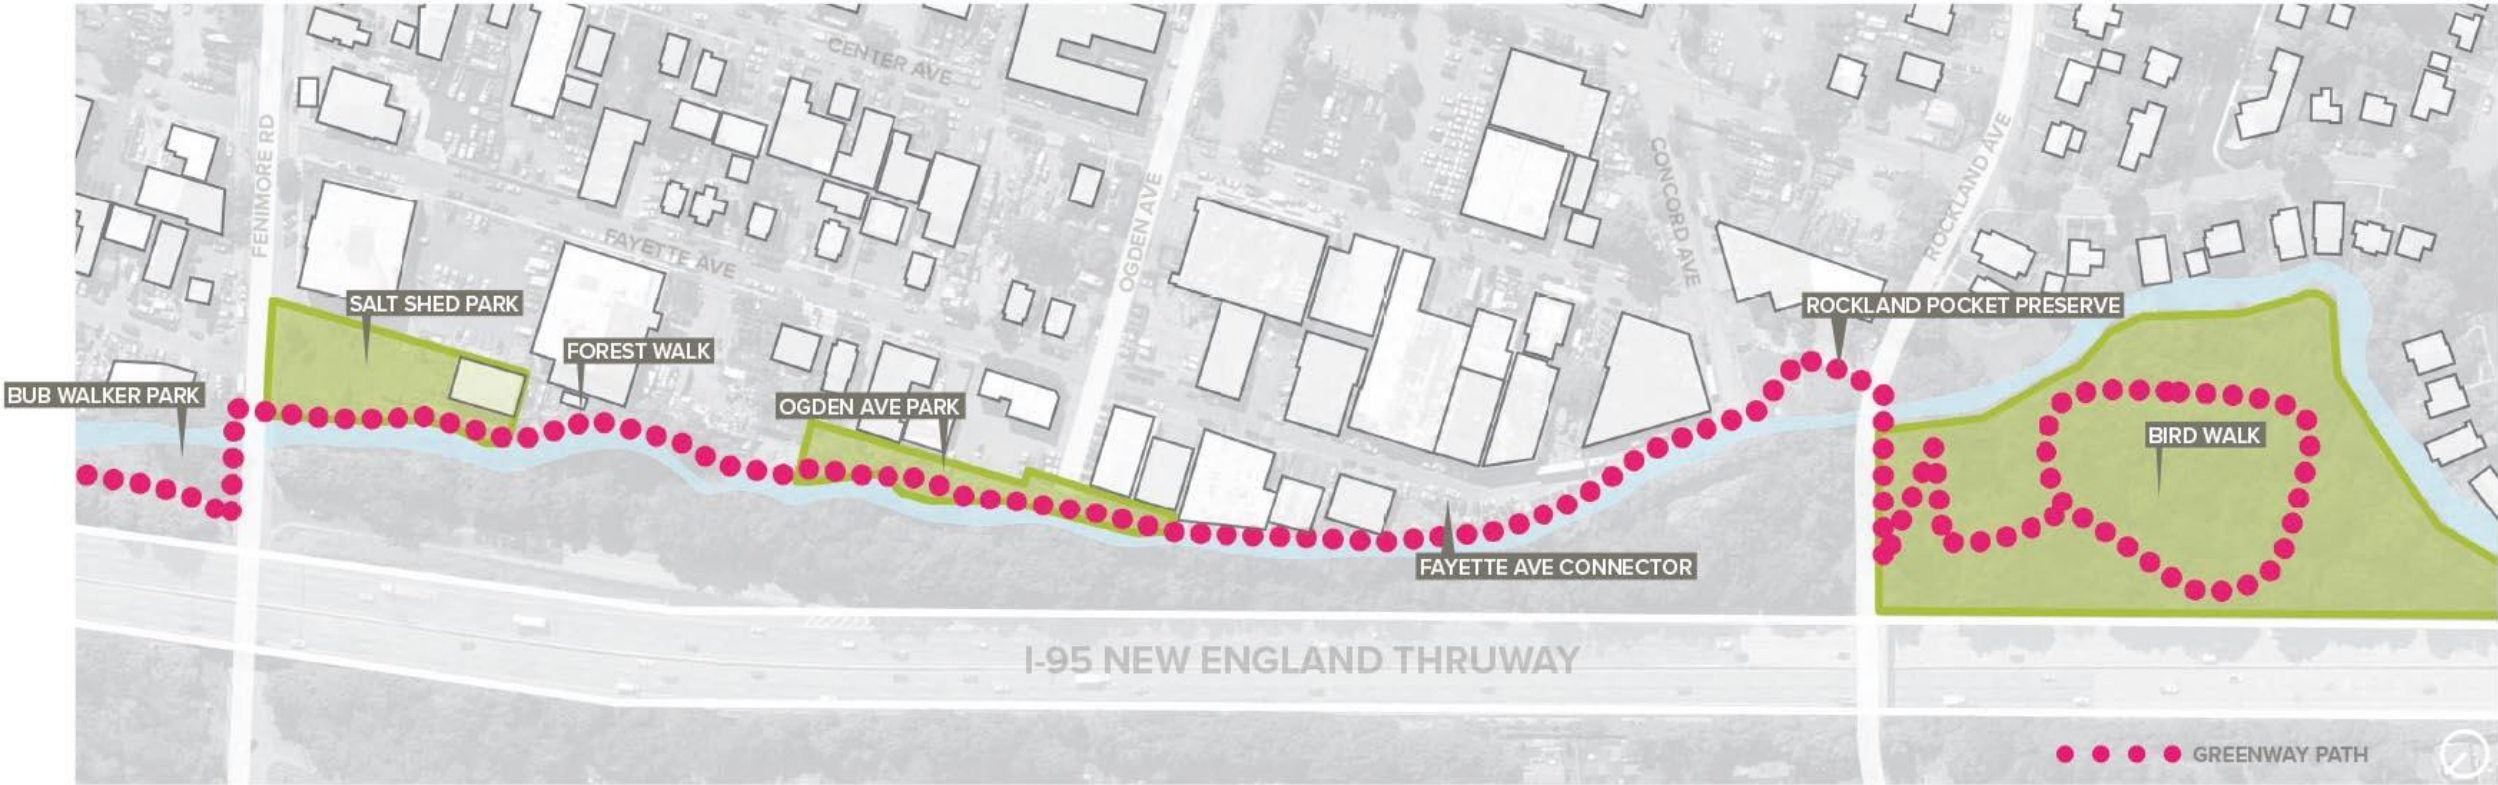 CENTER AVE
FENIMORE RD
FAYETTE AVE
OGDEN AVE
CONCORD AVE
ROCKLAND AVE
SALT SHED PARK
ROCKLAND POCKET PRESERVE
FOREST WALK
BUB WALKER PARK
OGDEN AVE PARK
BIRD WALK
FAYETTE AVE CONNECTOR
I-95 NEW ENGLAND THRUWAY
GREENWAY PATH